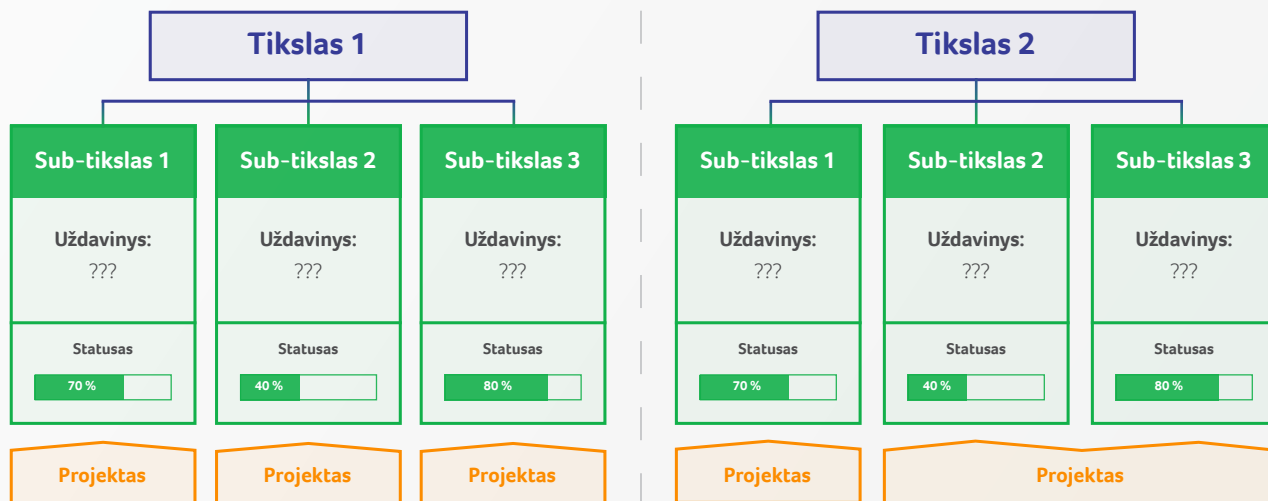 Tikslas 1
Tikslas 2
Sub-tikslas 1
Sub-tikslas 2
Sub-tikslas 3
Sub-tikslas 1
Sub-tikslas 2
Sub-tikslas 3
Uždavinys:
???
Uždavinys:
???
Uždavinys:
???
Uždavinys:
???
Uždavinys:
???
Uždavinys:
???
Statusas
70 %
Statusas
40 %
Statusas
80 %
Statusas
70 %
Statusas
40 %
Statusas
80 %
Projektas
Projektas
Projektas
Projektas
Projektas